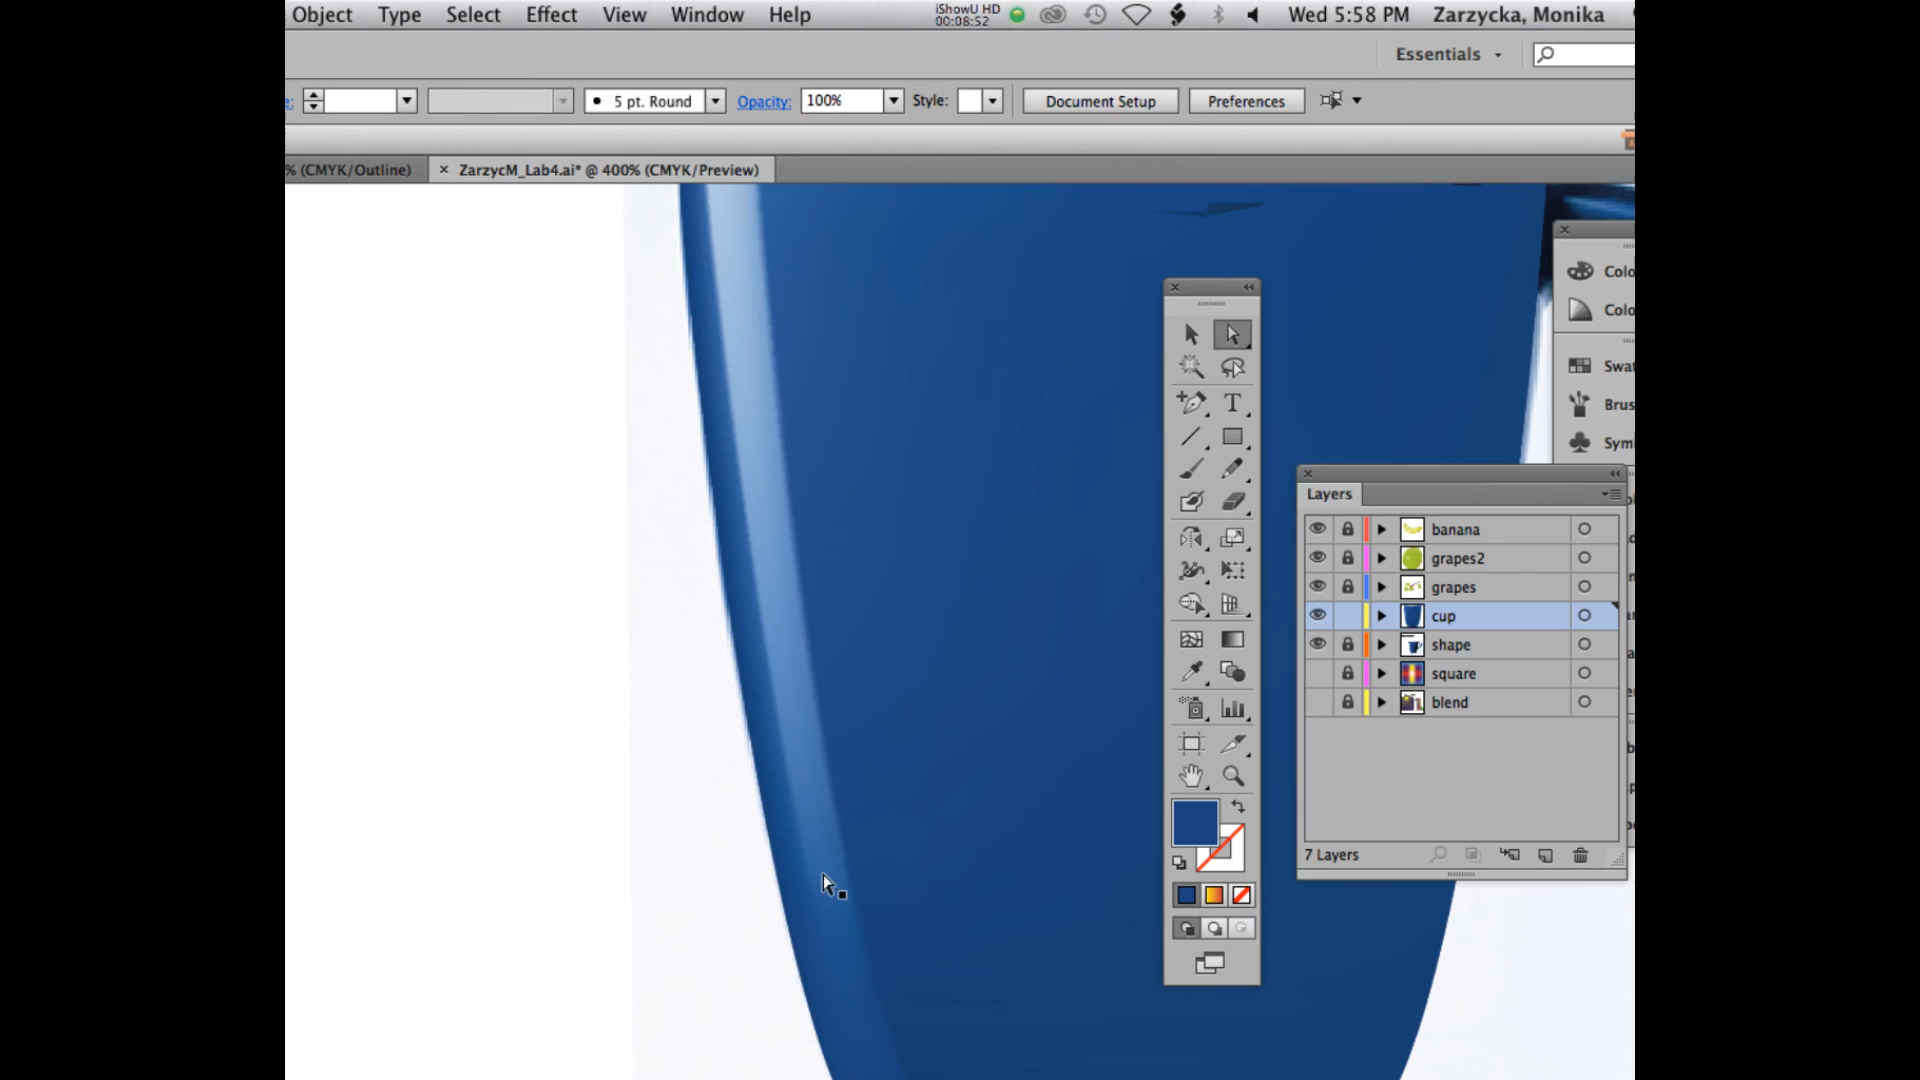 Object Type Select Effect View Window Help iShowU HD 00:08:52 Wed 5:58 PM Zarzycka, Monika
Essentials
5 pt. Round Opacity: 100% Style: Document Setup Preferences
% (CMYK/Outline) × ZarzycM_Lab4.ai* @ 400% (CMYK/Preview)
Colo
Colo
Swat
Brus
Sym
Layers
banana
grapes2
grapes
cup
shape
square
blend
7 Layers